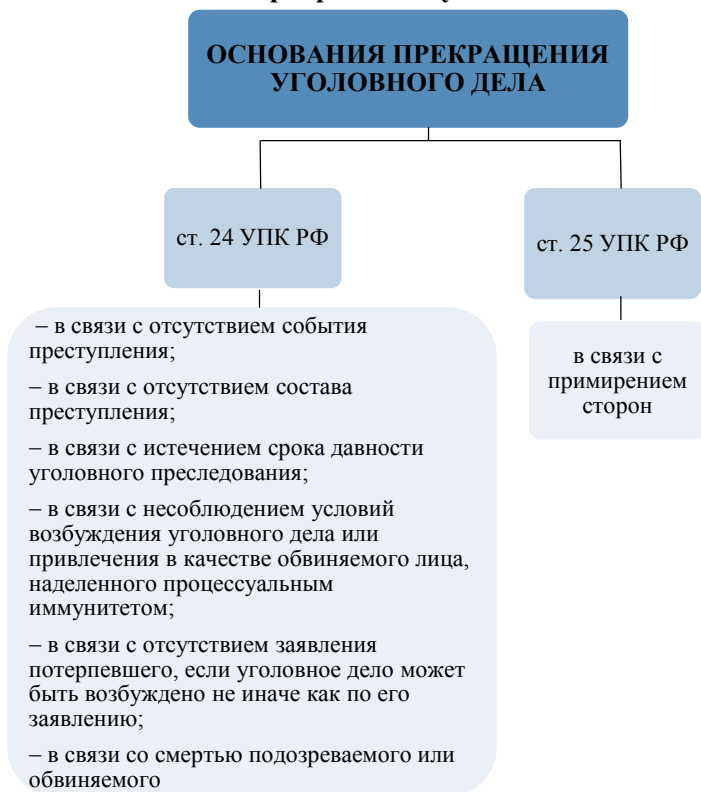 ОСНОВАНИЯ ПРЕКРАЩЕНИЯ
УГОЛОВНОГО ДЕЛА
ст. 24 УПК РФ
ст. 25 УПК РФ
– в связи с отсутствием события
преступления;
– в связи с отсутствием состава
преступления;
– в связи с истечением срока давности
уголовного преследования;
– в связи с несоблюдением условий
возбуждения уголовного дела или
привлечения в качестве обвиняемого лица,
наделенного процессуальным
иммунитетом;
– в связи с отсутствием заявления
потерпевшего, если уголовное дело может
быть возбуждено не иначе как по его
заявлению;
– в связи со смертью подозреваемого или
обвиняемого
в связи с
примирением
сторон